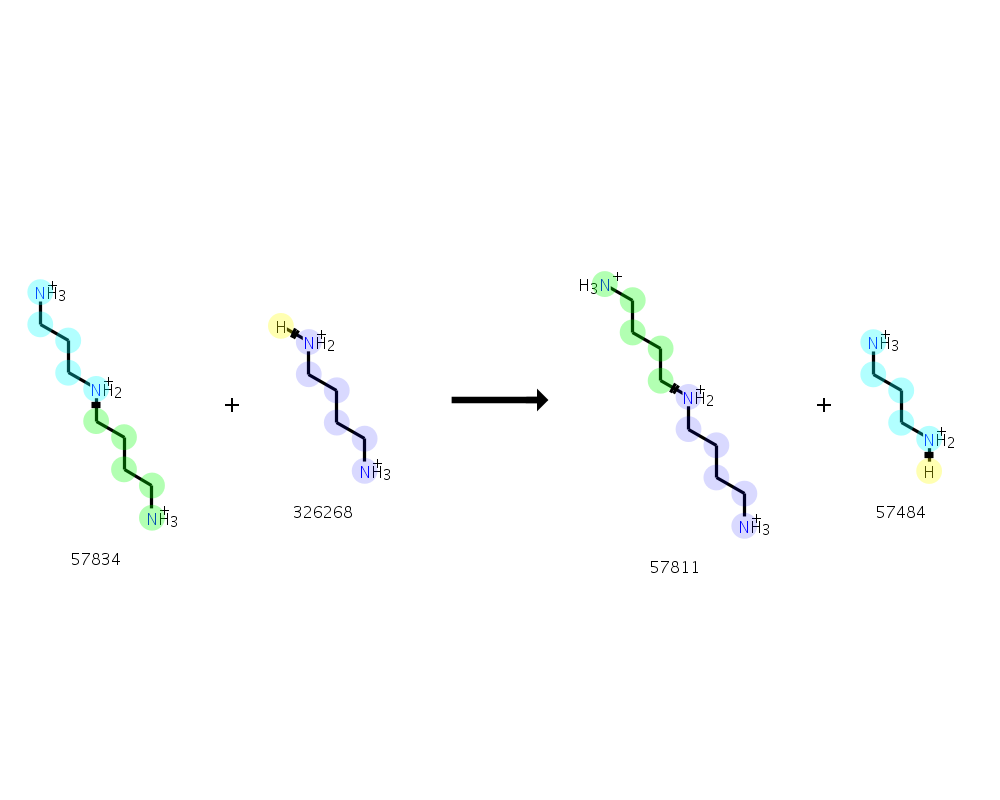 NH3+
NH2+
NH3+
57834
+
H
NH2+
NH3+
326268
H3N+
NH2+
NH3+
57811
+
NH3+
NH2+
H
57484